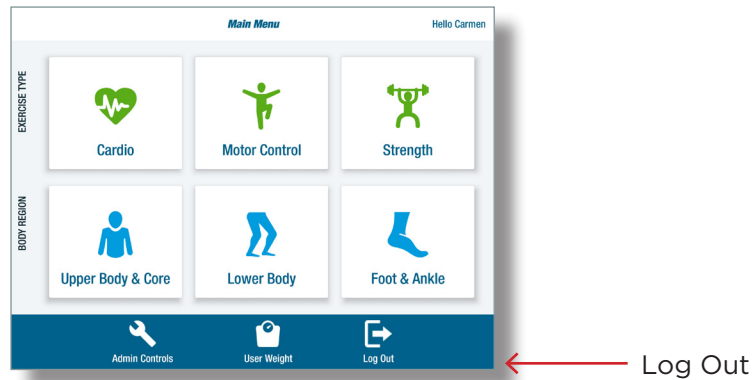 Main Menu
Hello Carmen
EXERCISE TYPE
Cardio
Motor Control
Strength
BODY REGION
Upper Body & Core
Lower Body
Foot & Ankle
Admin Controls
User Weight
Log Out
Log Out